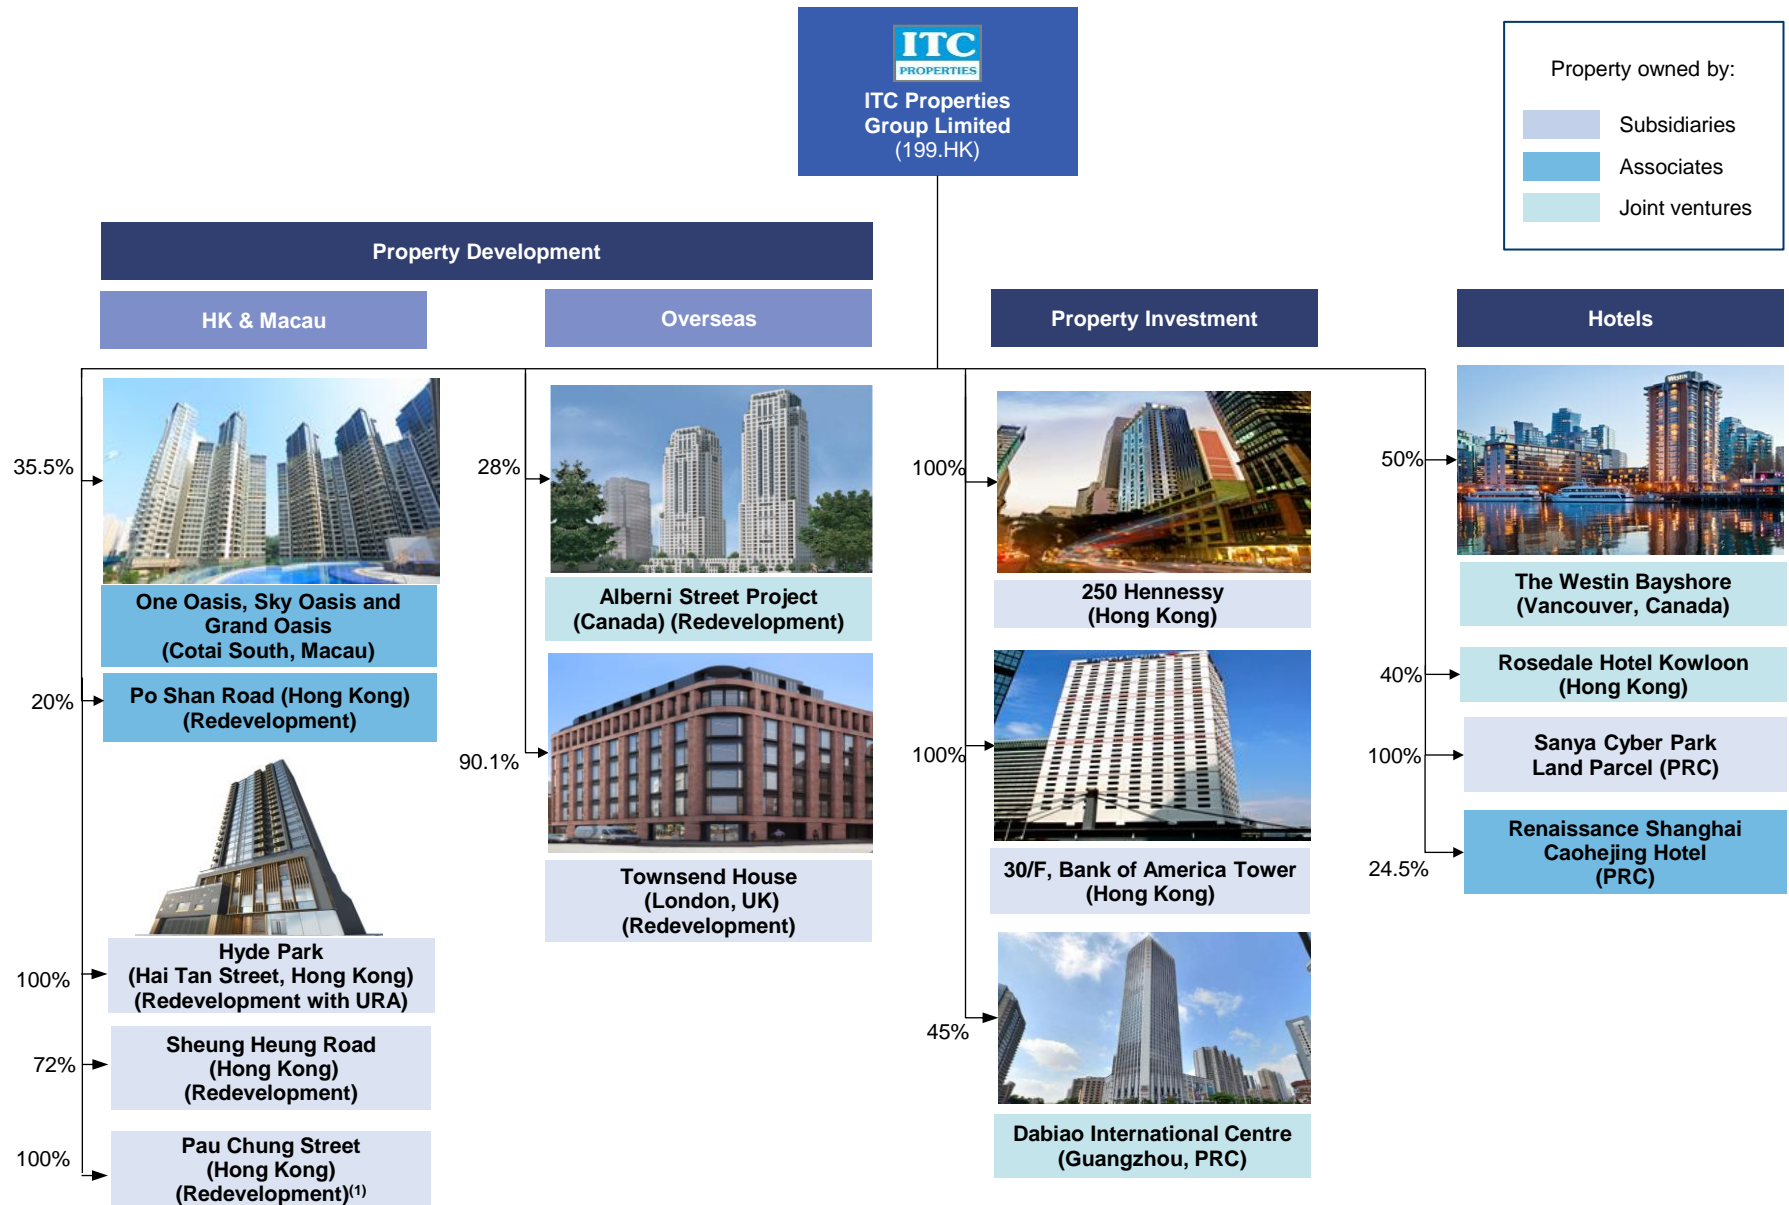 ITC
PROPERTIES
ITC Properties
Group Limited
(199.HK)
Property owned by:
Subsidiaries
Associates
Joint ventures
Property Development
HK & Macau
Overseas
Property Investment
Hotels
35.5%
One Oasis, Sky Oasis and
Grand Oasis
(Cotai South, Macau)
20%
Po Shan Road (Hong Kong)
(Redevelopment)
100%
Hyde Park
(Hai Tan Street, Hong Kong)
(Redevelopment with URA)
72%
Sheung Heung Road
(Hong Kong)
(Redevelopment)
100%
Pau Chung Street
(Hong Kong)
(Redevelopment)(1)
28%
Alberni Street Project
(Canada) (Redevelopment)
90.1%
Townsend House
(London, UK)
(Redevelopment)
100%
250 Hennessy
(Hong Kong)
100%
30/F, Bank of America Tower
(Hong Kong)
45%
Dabiao International Centre
(Guangzhou, PRC)
50%
WESTIN
The Westin Bayshore
(Vancouver, Canada)
40%
Rosedale Hotel Kowloon
(Hong Kong)
100%
Sanya Cyber Park
Land Parcel (PRC)
24.5%
Renaissance Shanghai
Caohejing Hotel
(PRC)